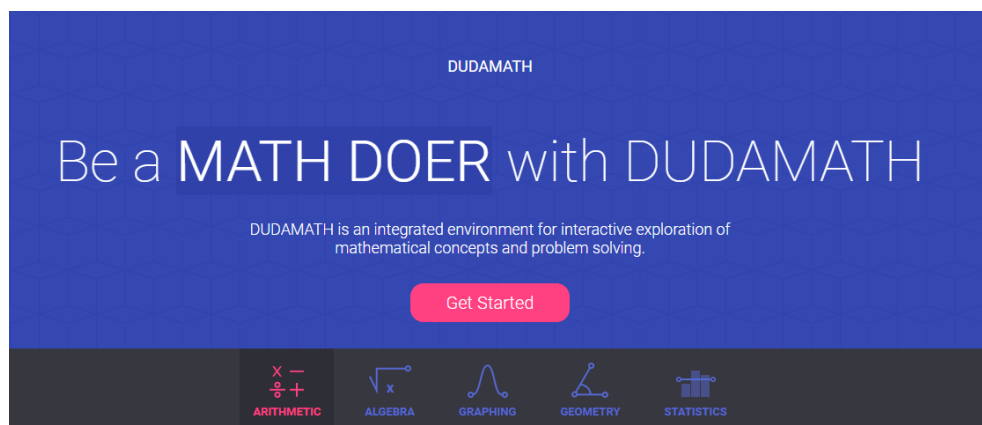 DUDAMATH
Be a MATH DOER with DUDAMATH
DUDAMATH is an integrated environment for interactive exploration of
mathematical concepts and problem solving.
Get Started
ARITHMETIC ALGEBRA GRAPHING GEOMETRY STATISTICS